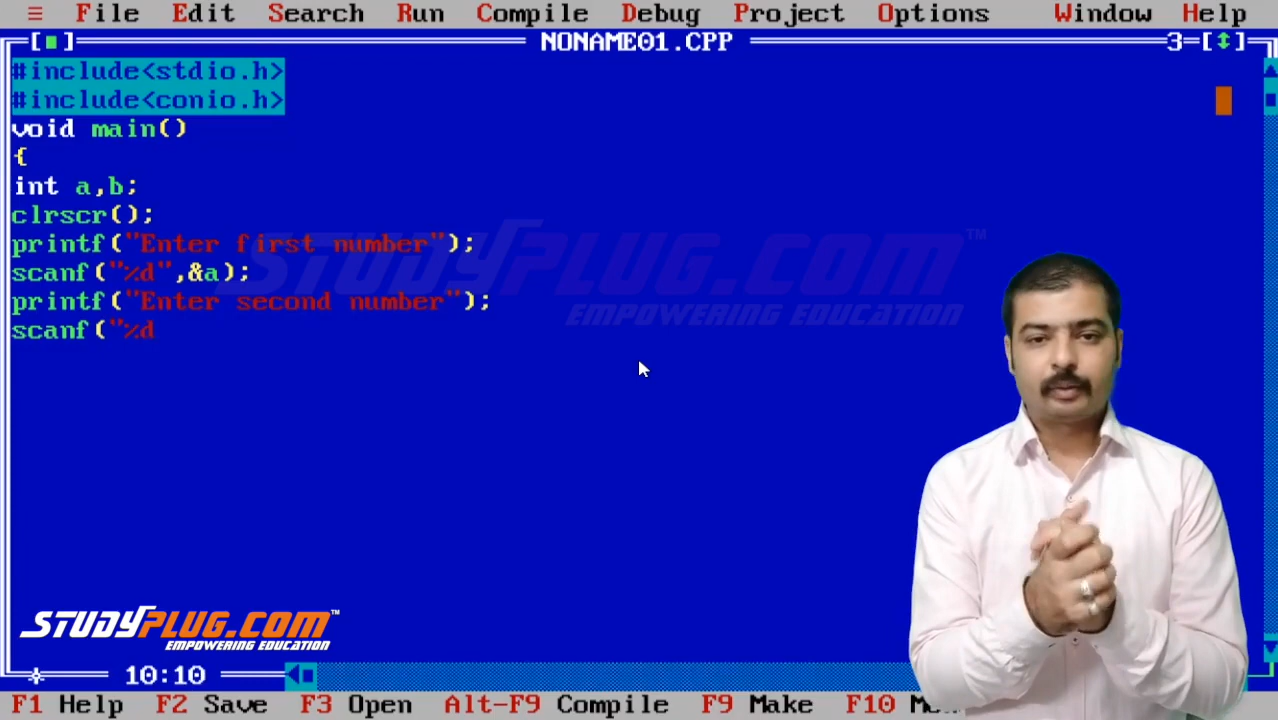 ≡ File Edit Search Run Compile Debug Project Options Window Help
[■] NONAME01.CPP 3=[↕]
#include<stdio.h>
#include<conio.h>
void main()
{
int a,b;
clrscr();
printf("Enter first number");
scanf("%d",&a);
printf("Enter second number");
scanf("%d
STUDYPLUG.COM™
EMPOWERING EDUCATION
STUDYPLUG.COM™
EMPOWERING EDUCATION
10:10
F1 Help F2 Save F3 Open Alt-F9 Compile F9 Make F10